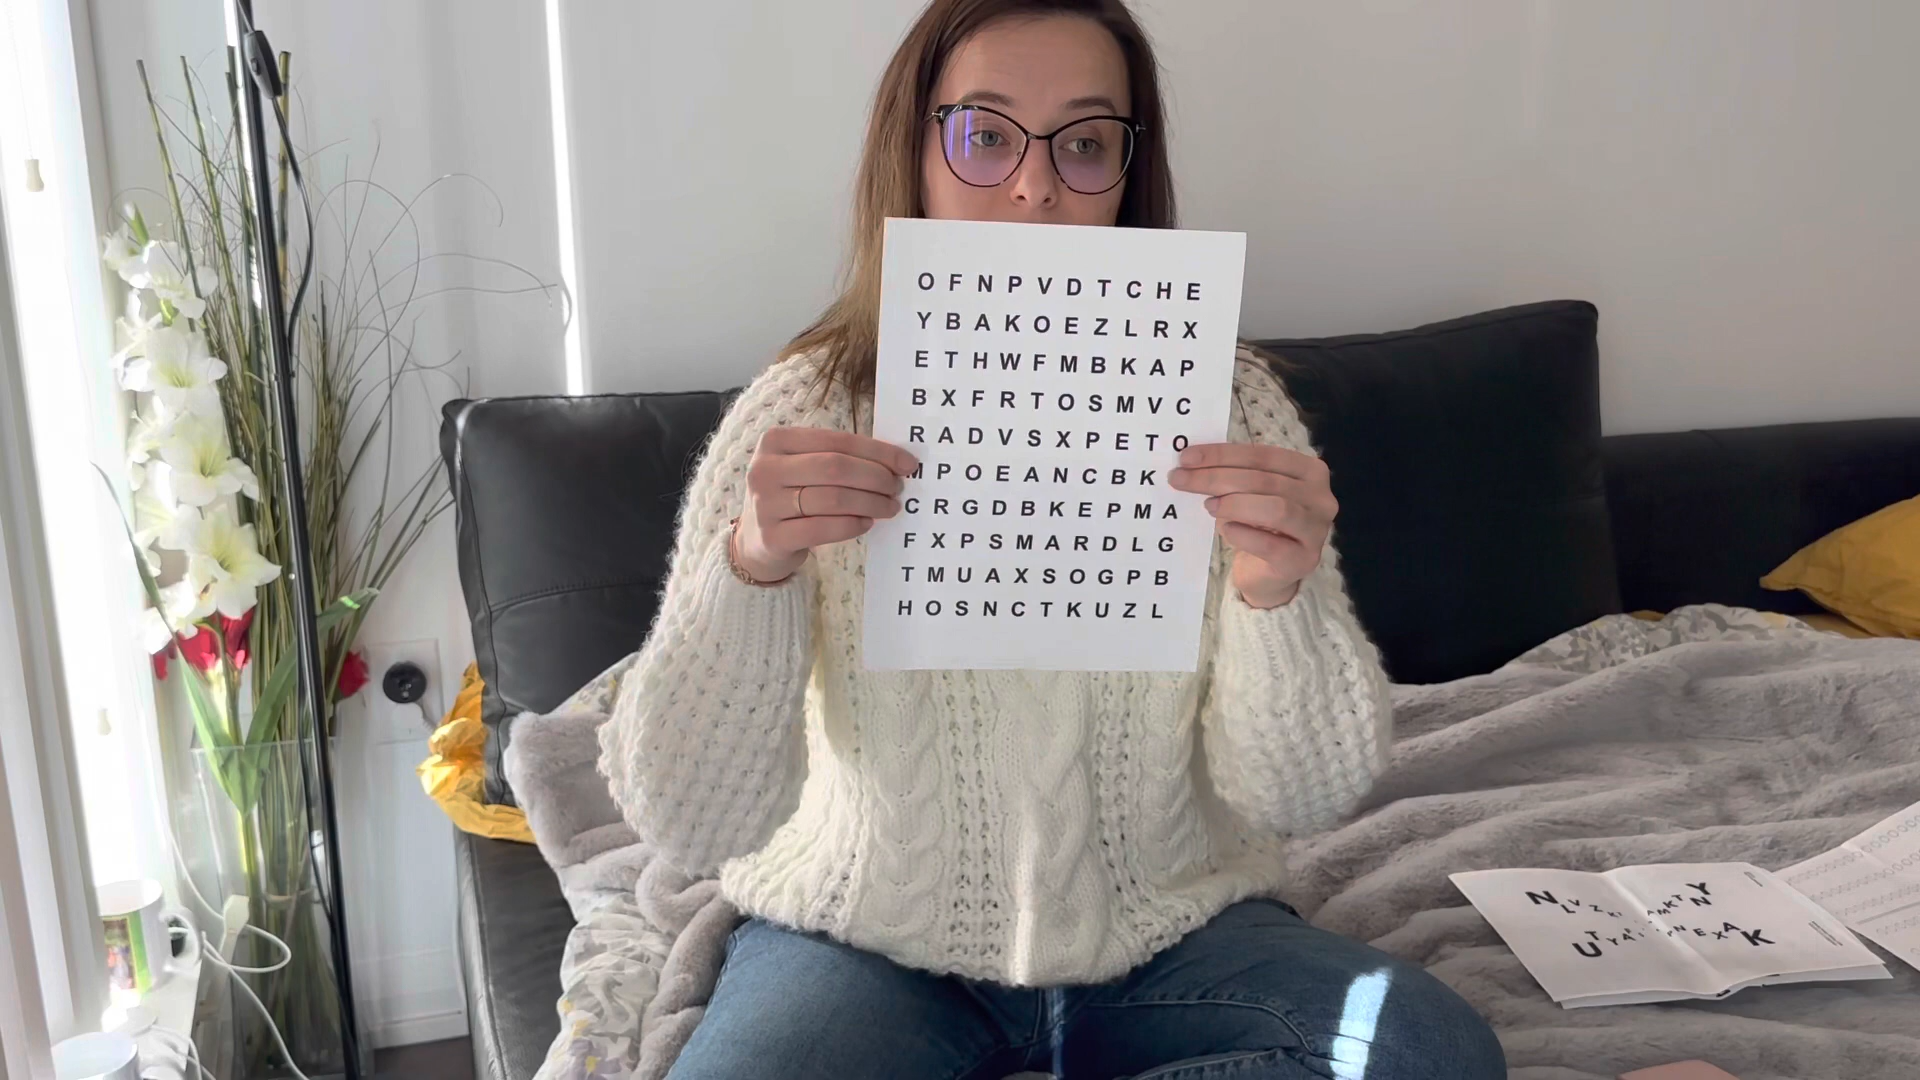 O F N P V D T C H E
Y B A K O E Z L R X
E T H W F M B K A P
B X F R T O S M V C
R A D V S X P E T O
M P O E A N C B K
C R G D B K E P M A
F X P S M A R D L G
T M U A X S O G P B
H O S N C T K U Z L